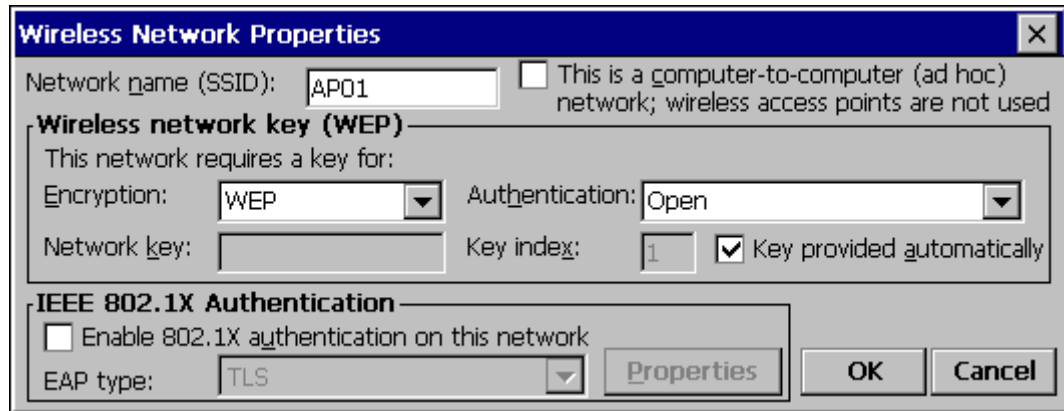 Wireless Network Properties
Network name (SSID): AP01
This is a computer-to-computer (ad hoc)
network; wireless access points are not used
Wireless network key (WEP)
This network requires a key for:
Encryption: WEP Authentication: Open
Network key: Key index: 1 Key provided automatically
IEEE 802.1X Authentication
Enable 802.1X authentication on this network
EAP type: TLS Properties OK Cancel